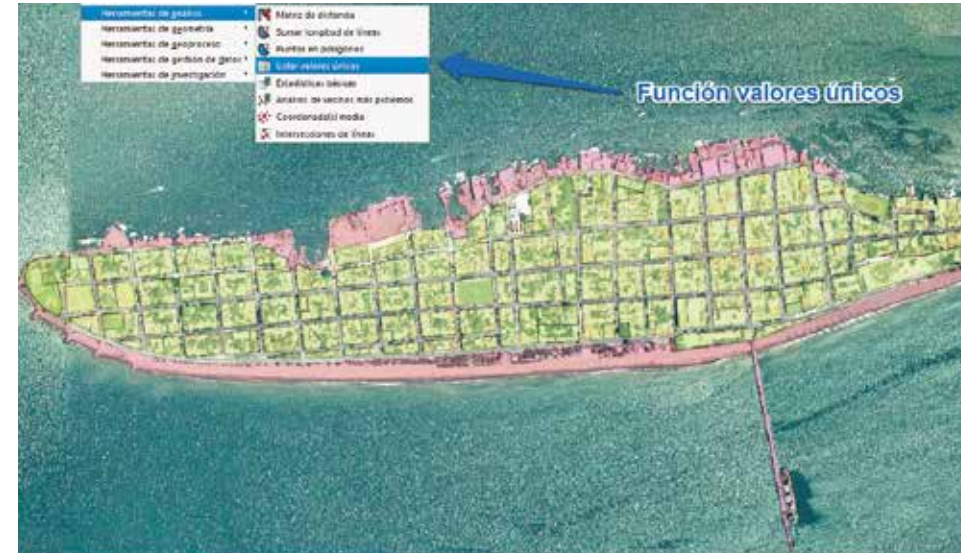 Herramientas de análisis
Herramientas de geometría
Herramientas de geoproceso
Herramientas de gestión de datos
Herramientas de investigación
Matriz de distancia
Sumar longitud de líneas
Puntos en polígonos
Listar valores únicos
Estadísticas básicas
Análisis de vecinos más próximos
Coordenada(s) media
Intersecciones de líneas
Función valores únicos